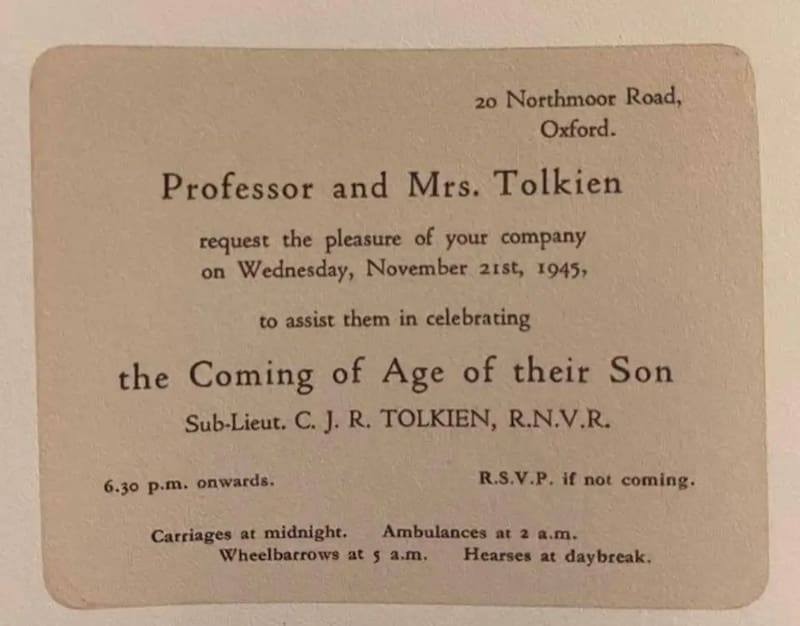 20 Northmoor Road,
Oxford.
Professor and Mrs. Tolkien
request the pleasure of your company
on Wednesday, November 21st, 1945,
to assist them in celebrating
the Coming of Age of their Son
Sub-Lieut. C. J. R. TOLKIEN, R.N.V.R.
6.30 p.m. onwards. R.S.V.P. if not coming.
Carriages at midnight. Ambulances at 2 a.m.
Wheelbarrows at 5 a.m. Hearses at daybreak.